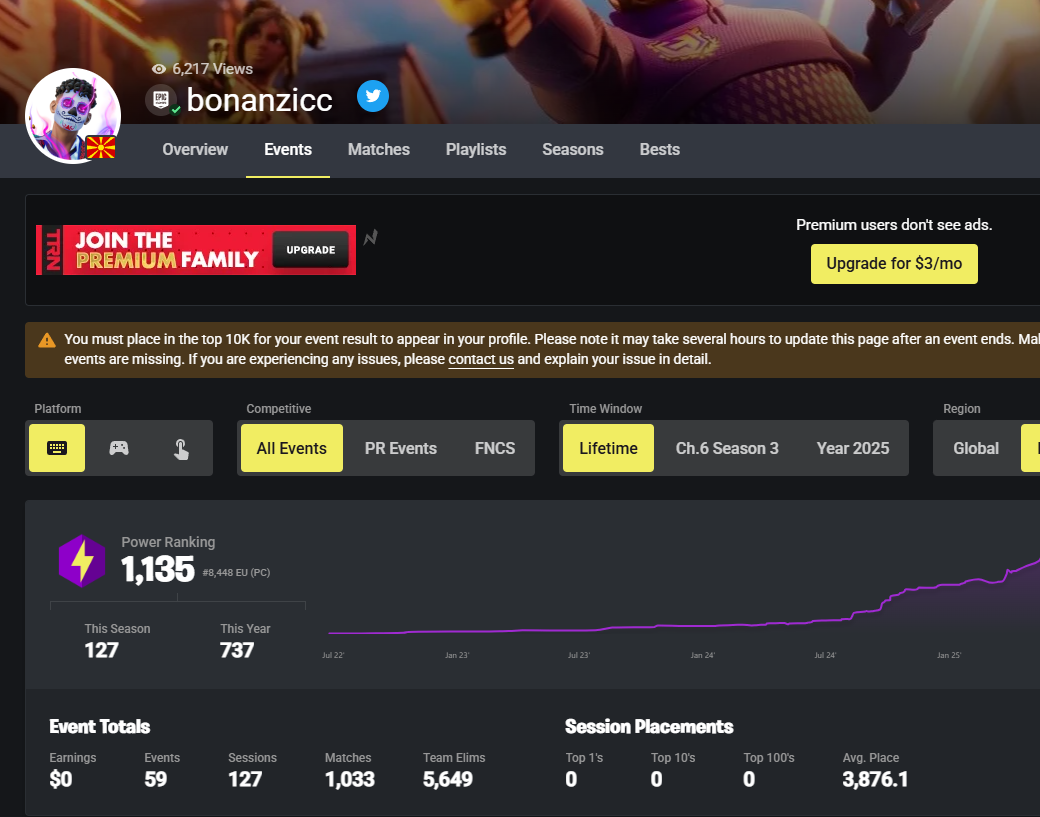 6,217 Views
EPIC GAMES
bonanzicc
Overview Events Matches Playlists Seasons Bests
TRN
JOIN THE
PREMIUM FAMILY
UPGRADE
Premium users don't see ads.
Upgrade for $3/mo
You must place in the top 10K for your event result to appear in your profile. Please note it may take several hours to update this page after an event ends.
events are missing. If you are experiencing any issues, please contact us and explain your issue in detail.
Platform Competitive Time Window Region
All Events PR Events FNCS Lifetime Ch.6 Season 3 Year 2025 Global
Power Ranking
1,135 #8,448 EU (PC)
This Season This Year
127 737
Jul 22' Jan 23' Jul 23' Jan 24' Jul 24' Jan 25'
Event Totals Session Placements
Earnings Events Sessions Matches Team Elims Top 1's Top 10's Top 100's Avg. Place
$0 59 127 1,033 5,649 0 0 0 3,876.1